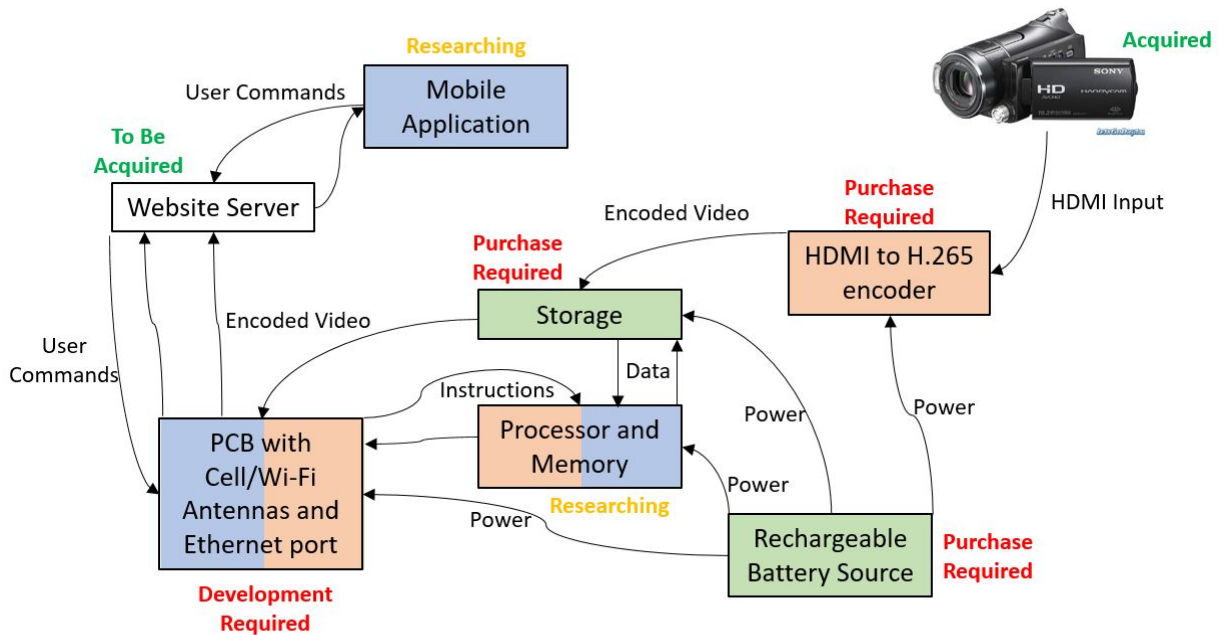 Researching
Mobile
Application
User Commands
Acquired
SONY
HD
To Be
Acquired
Website Server
HDMI Input
Purchase
Required
HDMI to H.265
encoder
Encoded Video
Purchase
Required
Storage
Encoded Video
User
Commands
Data
Instructions
Processor and
Memory
Researching
Power
Power
Power
Power
PCB with
Cell/Wi-Fi
Antennas and
Ethernet port
Development
Required
Rechargeable
Battery Source
Purchase
Required